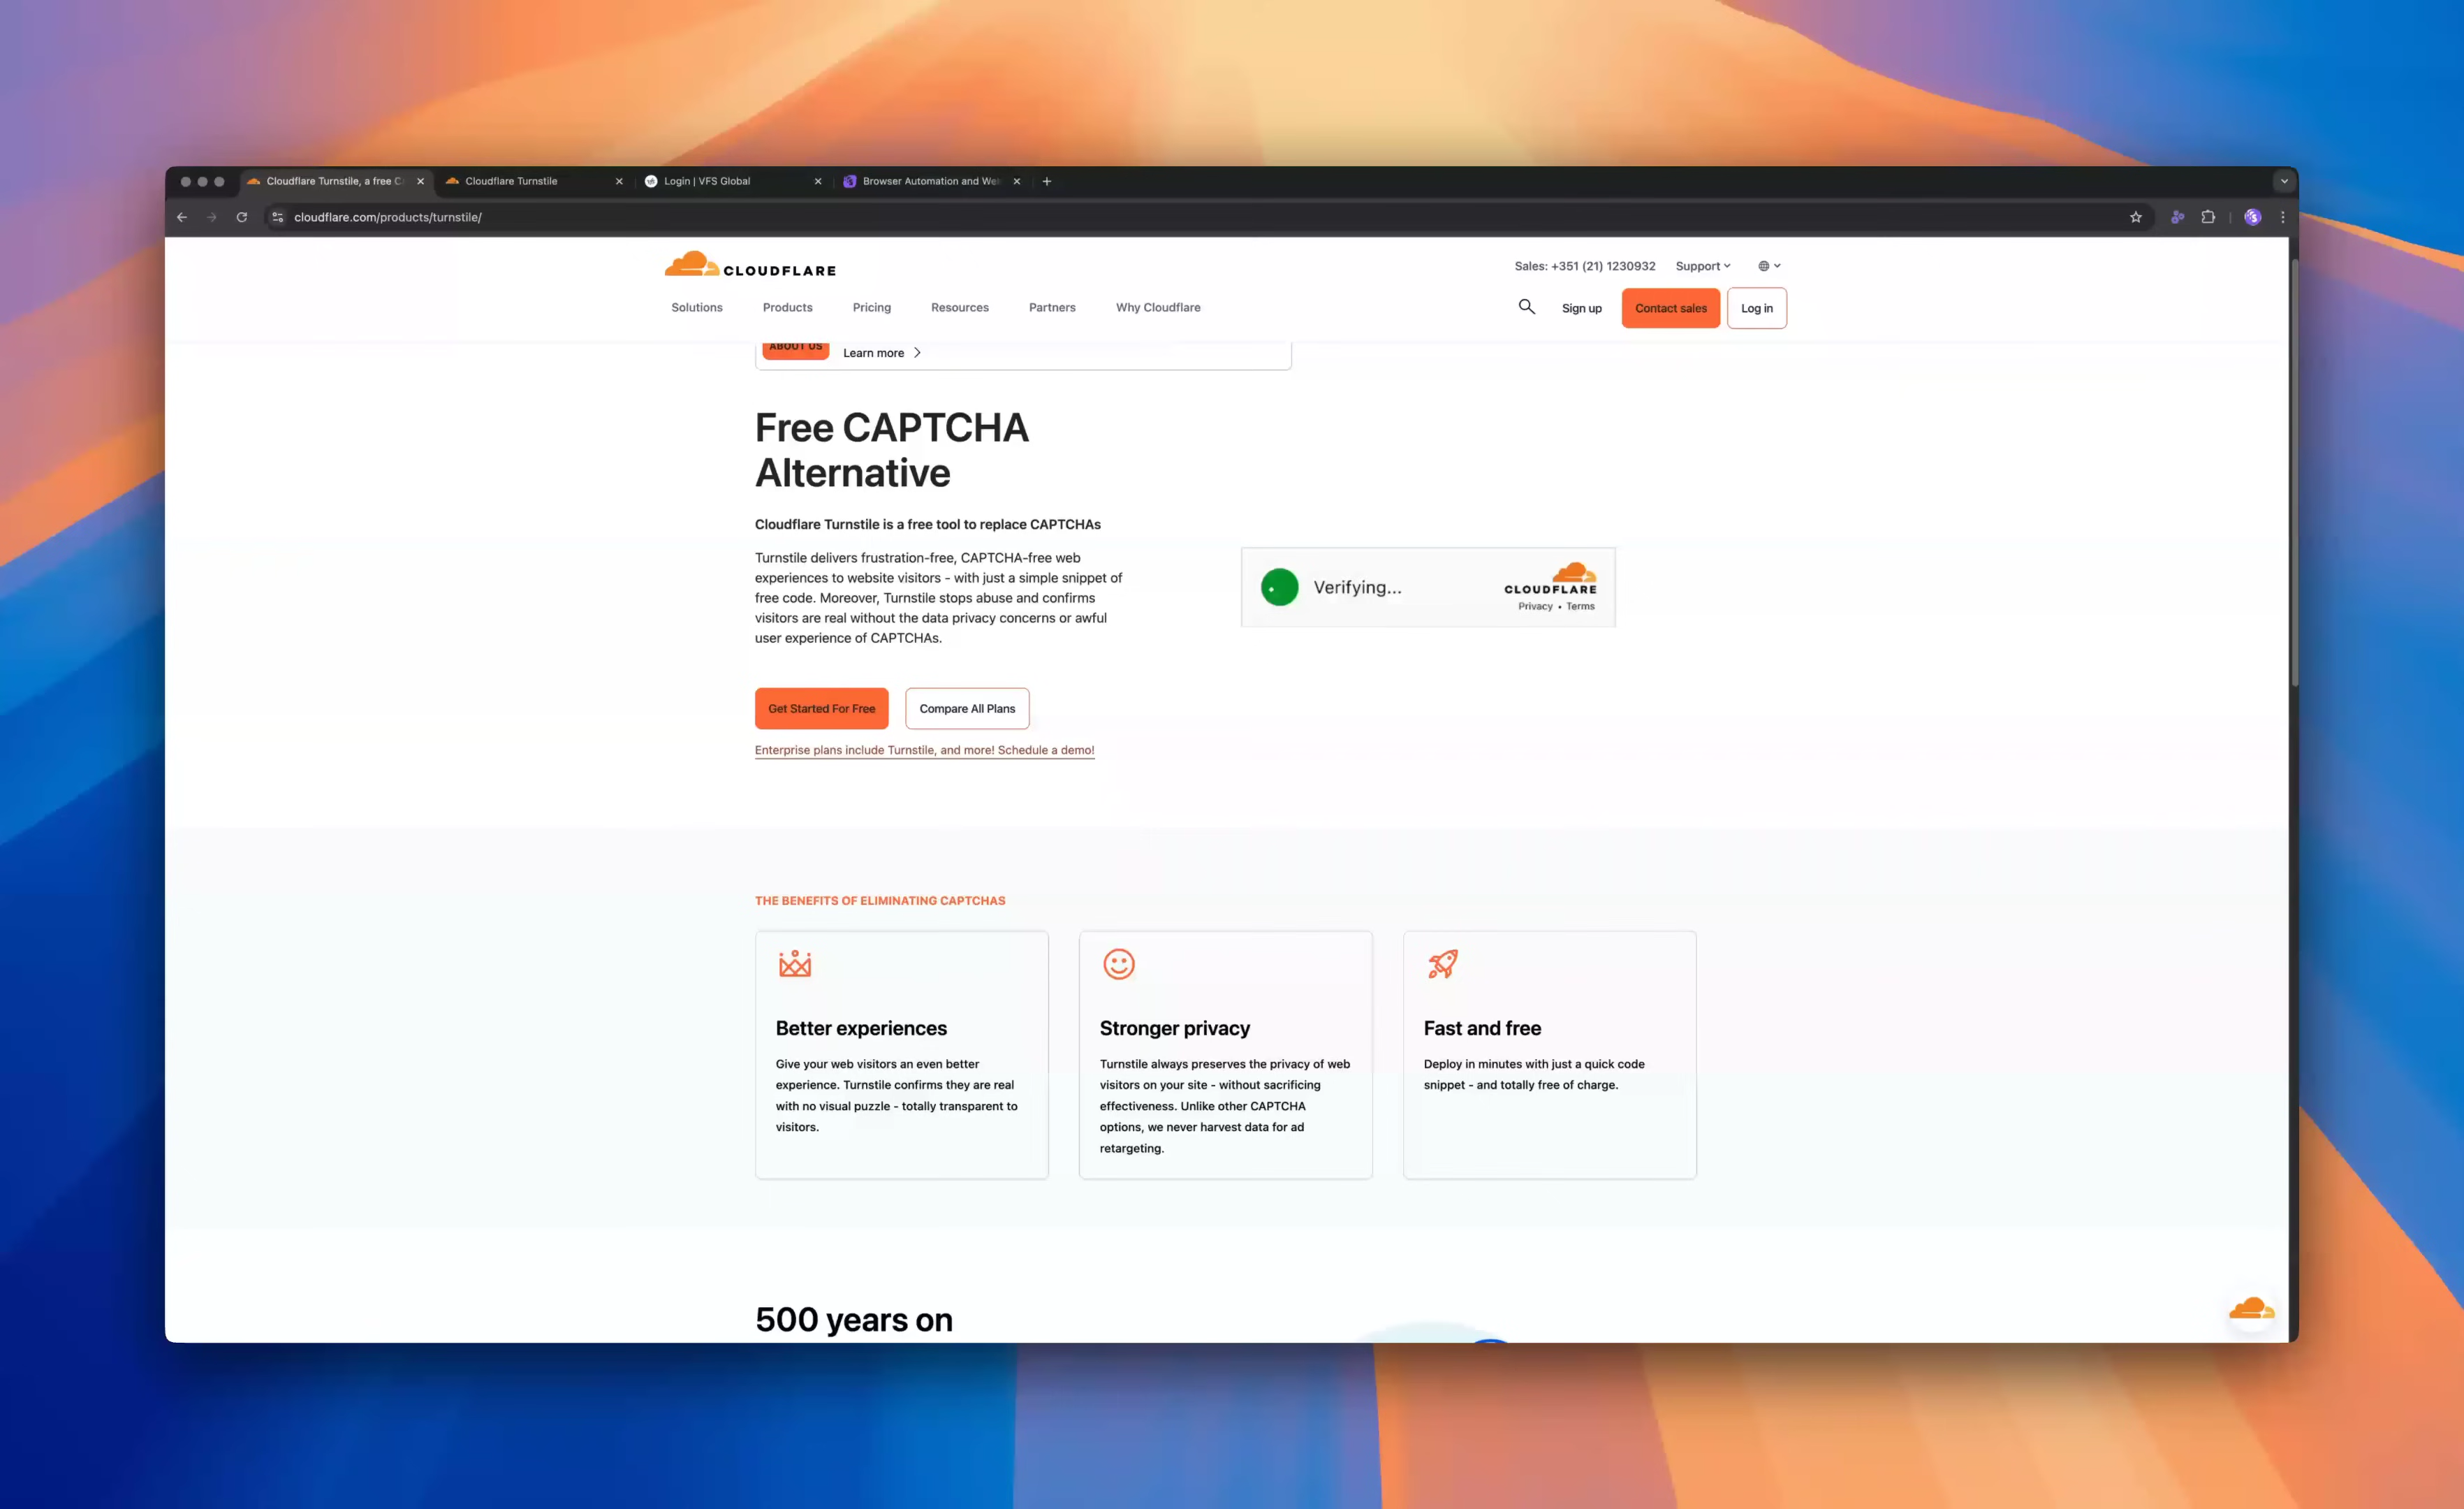 Cloudflare Turnstile, a free C
Cloudflare Turnstile
Login | VFS Global
Browser Automation and We
cloudflare.com/products/turnstile/
CLOUDFLARE
Sales: +351 (21) 1230932
Support
Solutions
Products
Pricing
Resources
Partners
Why Cloudflare
Sign up
Contact sales
Log in
ABOUT US
Learn more
Free CAPTCHA
Alternative
Cloudflare Turnstile is a free tool to replace CAPTCHAs
Turnstile delivers frustration-free, CAPTCHA-free web
experiences to website visitors - with just a simple snippet of
free code. Moreover, Turnstile stops abuse and confirms
visitors are real without the data privacy concerns or awful
user experience of CAPTCHAs.
Verifying...
CLOUDFLARE
Privacy • Terms
Get Started For Free
Compare All Plans
Enterprise plans include Turnstile, and more! Schedule a demo!
THE BENEFITS OF ELIMINATING CAPTCHAS
Better experiences
Give your web visitors an even better
experience. Turnstile confirms they are real
with no visual puzzle - totally transparent to
visitors.
Stronger privacy
Turnstile always preserves the privacy of web
visitors on your site - without sacrificing
effectiveness. Unlike other CAPTCHA
options, we never harvest data for ad
retargeting.
Fast and free
Deploy in minutes with just a quick code
snippet - and totally free of charge.
500 years on